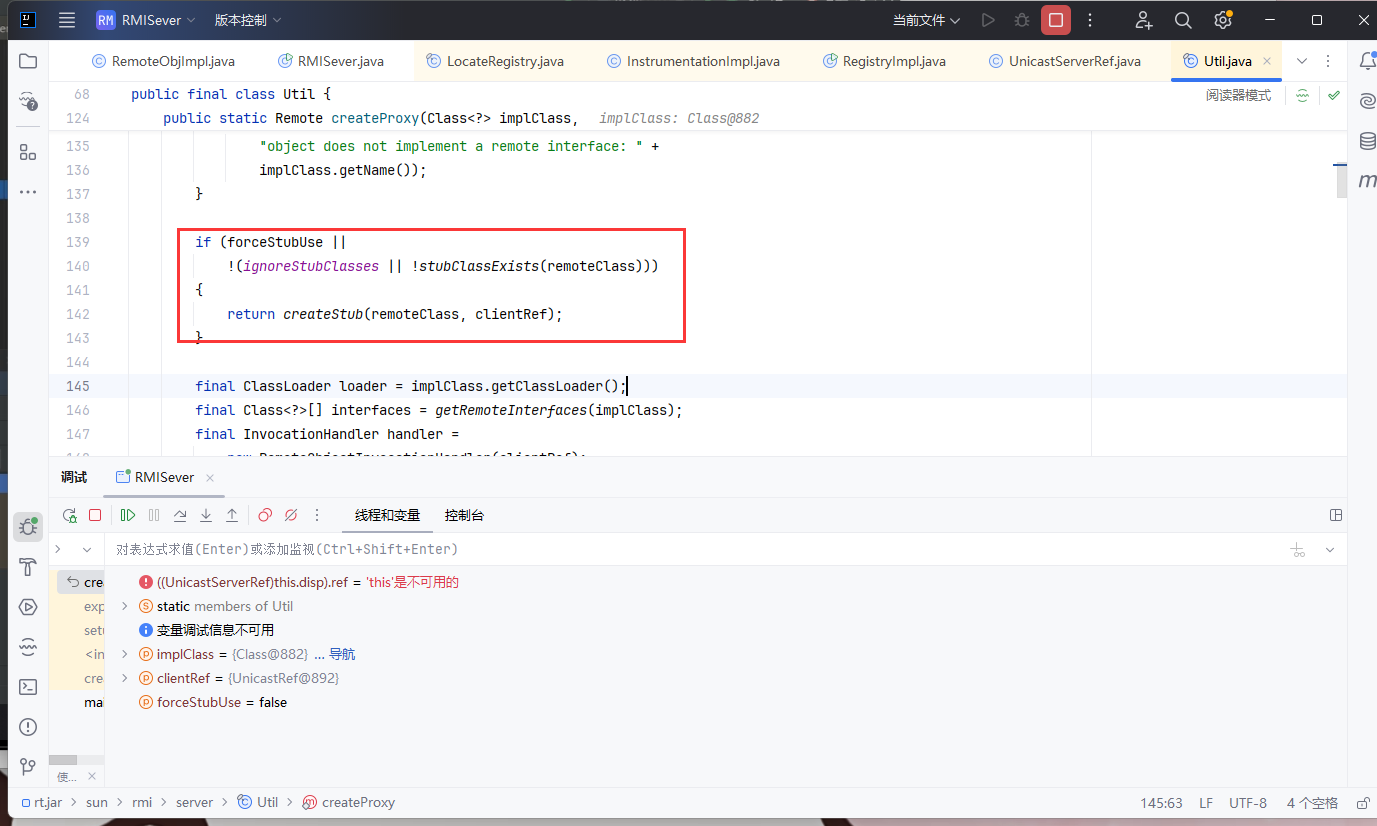 RM RMISever 版本控制 当前文件
RemoteObjImpl.java RMISever.java LocateRegistry.java InstrumentationImpl.java RegistryImpl.java UnicastServerRef.java Util.java
68 public final class Util { 阅读器模式
124 public static Remote createProxy(Class<?> implClass, implClass: Class@882
135 "object does not implement a remote interface: " +
136 implClass.getName());
137 }
138
139 if (forceStubUse ||
140 !(ignoreStubClasses || !stubClassExists(remoteClass)))
141 {
142 return createStub(remoteClass, clientRef);
143 }
144
145 final ClassLoader loader = implClass.getClassLoader();
146 final Class<?>[] interfaces = getRemoteInterfaces(implClass);
147 final InvocationHandler handler =
148 new RemoteObjectInvocationHandler(clientRef);
调试 RMISever
线程和变量 控制台
对表达式求值(Enter)或添加监视(Ctrl+Shift+Enter)
cre ((UnicastServerRef)this.disp).ref = 'this'是不可用的
exp static members of Util
setu 变量调试信息不可用
<in implClass = {Class@882} ... 导航
cre clientRef = {UnicastRef@892}
mai forceStubUse = false
使...
rt.jar > sun > rmi > server > Util > createProxy 145:63 LF UTF-8 4 个空格